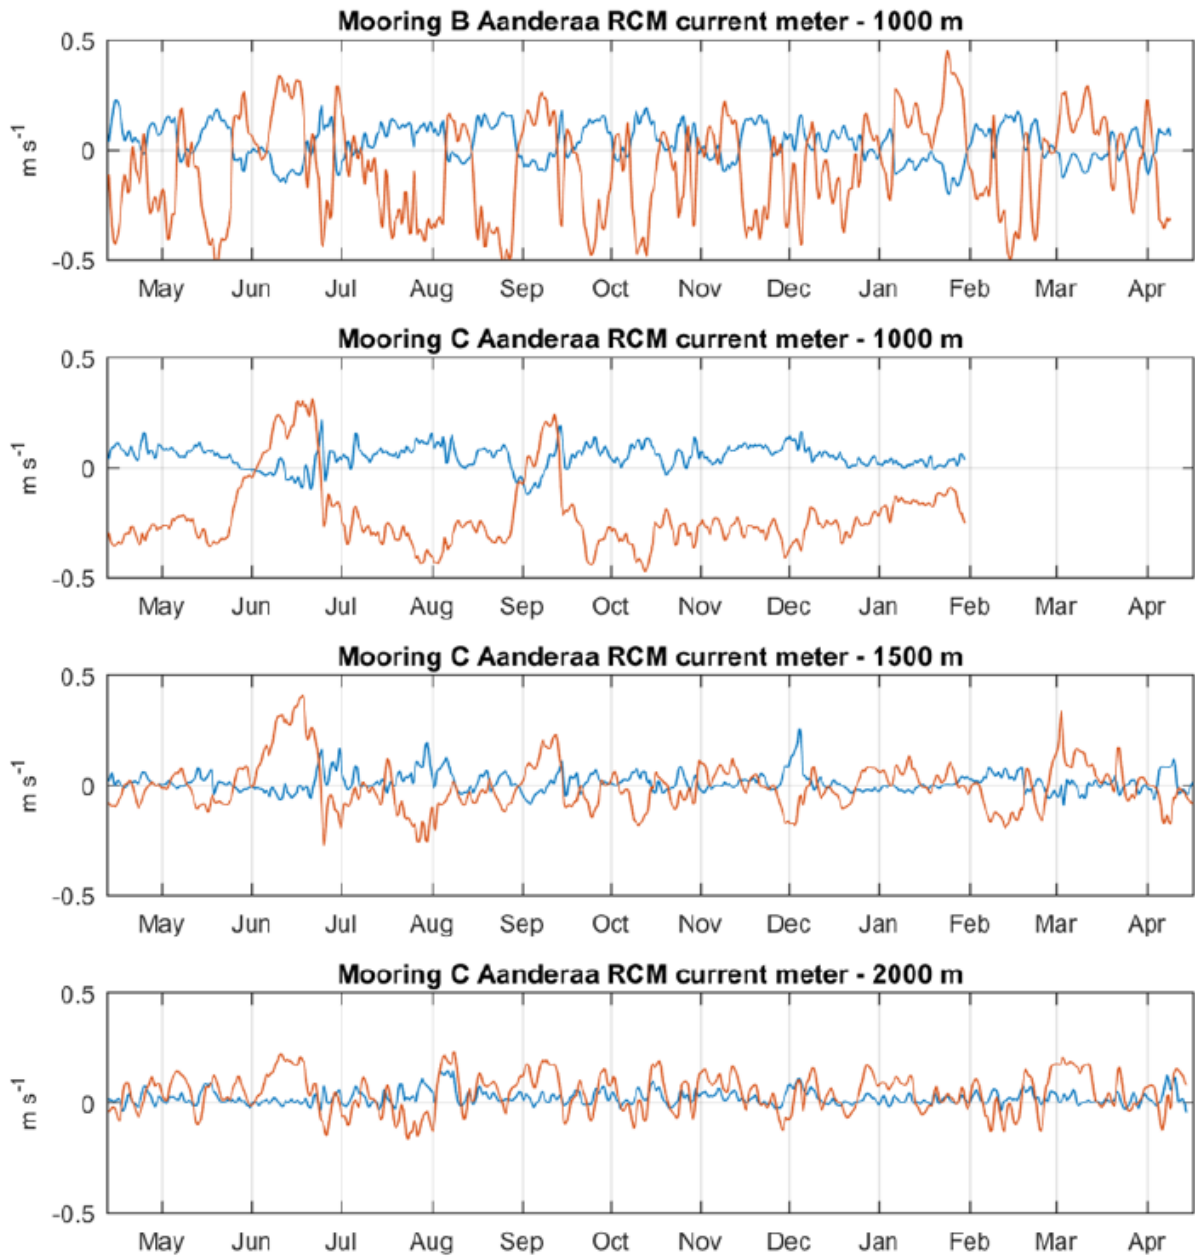 Mooring B Aanderaa RCM current meter - 1000 m
0.5
m s-1
0
-0.5
May Jun Jul Aug Sep Oct Nov Dec Jan Feb Mar Apr
Mooring C Aanderaa RCM current meter - 1000 m
0.5
m s-1
0
-0.5
May Jun Jul Aug Sep Oct Nov Dec Jan Feb Mar Apr
Mooring C Aanderaa RCM current meter - 1500 m
0.5
m s-1
0
-0.5
May Jun Jul Aug Sep Oct Nov Dec Jan Feb Mar Apr
Mooring C Aanderaa RCM current meter - 2000 m
0.5
m s-1
0
-0.5
May Jun Jul Aug Sep Oct Nov Dec Jan Feb Mar Apr